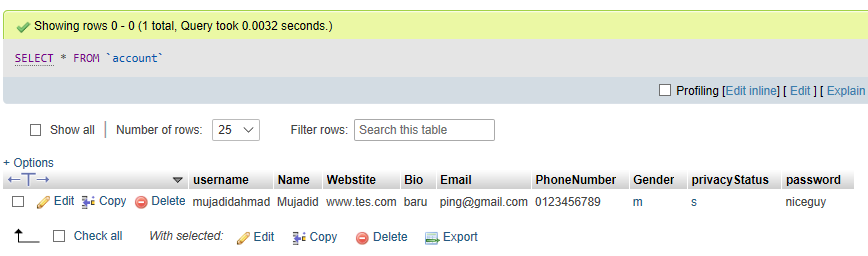 Showing rows 0 - 0 (1 total, Query took 0.0032 seconds.)
SELECT * FROM `account`
Profiling [Edit inline] [ Edit ] [ Explain
Show all Number of rows: 25 Filter rows: Search this table
+ Options
←T→ username Name Webstite Bio Email PhoneNumber Gender privacyStatus password
Edit Copy Delete mujadidahmad Mujadid www.tes.com baru ping@gmail.com 0123456789 m s niceguy
Check all With selected: Edit Copy Delete Export